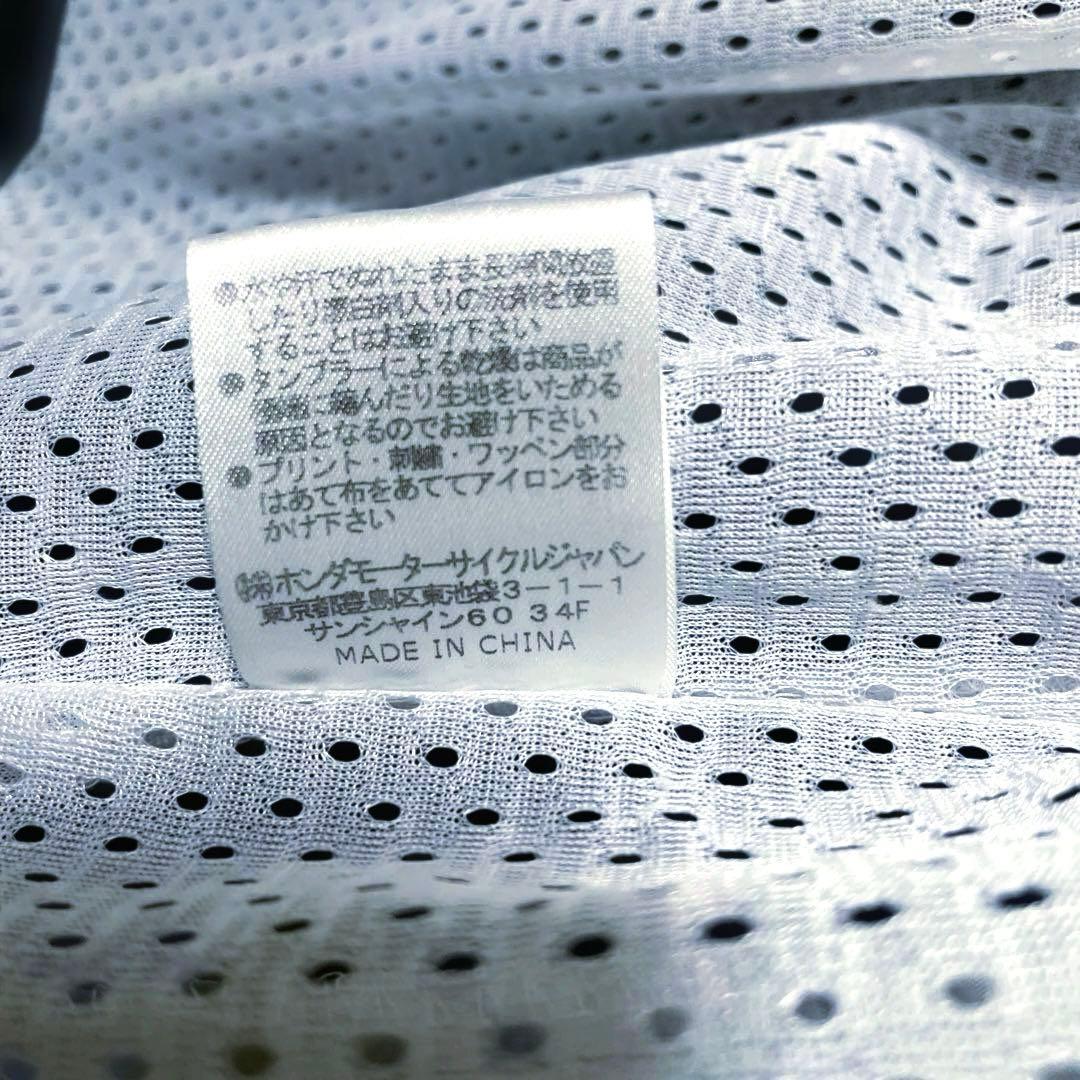 ●水や汗でぬれたまま長時間放置
したり漂白剤入りの洗剤を使用
することはお避け下さい
●タンブラーによる乾燥は商品が
極端に縮んだり生地をいためる
原因となるのでお避け下さい
●プリント・刺繍・ワッペン部分
はあて布をあててアイロンをお
かけ下さい
(株)ホンダモーターサイクルジャパン
東京都豊島区東池袋3-1-1
サンシャイン60 34F
MADE IN CHINA